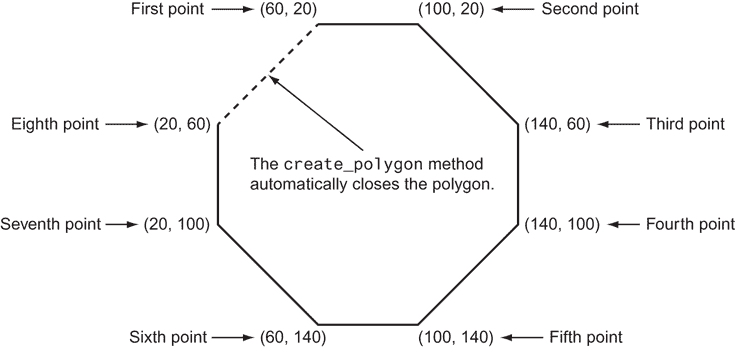 First point (60, 20) (100, 20) Second point
Eighth point (20, 60) (140, 60) Third point
The create_polygon method
automatically closes the polygon.
Seventh point (20, 100) (140, 100) Fourth point
Sixth point (60, 140) (100, 140) Fifth point